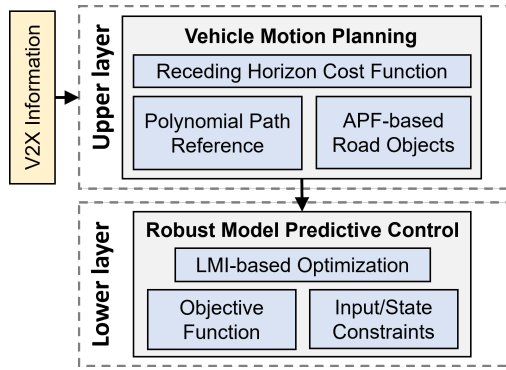 V2X Information
Upper layer
Vehicle Motion Planning
Receding Horizon Cost Function
Polynomial Path
Reference
APF-based
Road Objects
Lower layer
Robust Model Predictive Control
LMI-based Optimization
Objective
Function
Input/State
Constraints